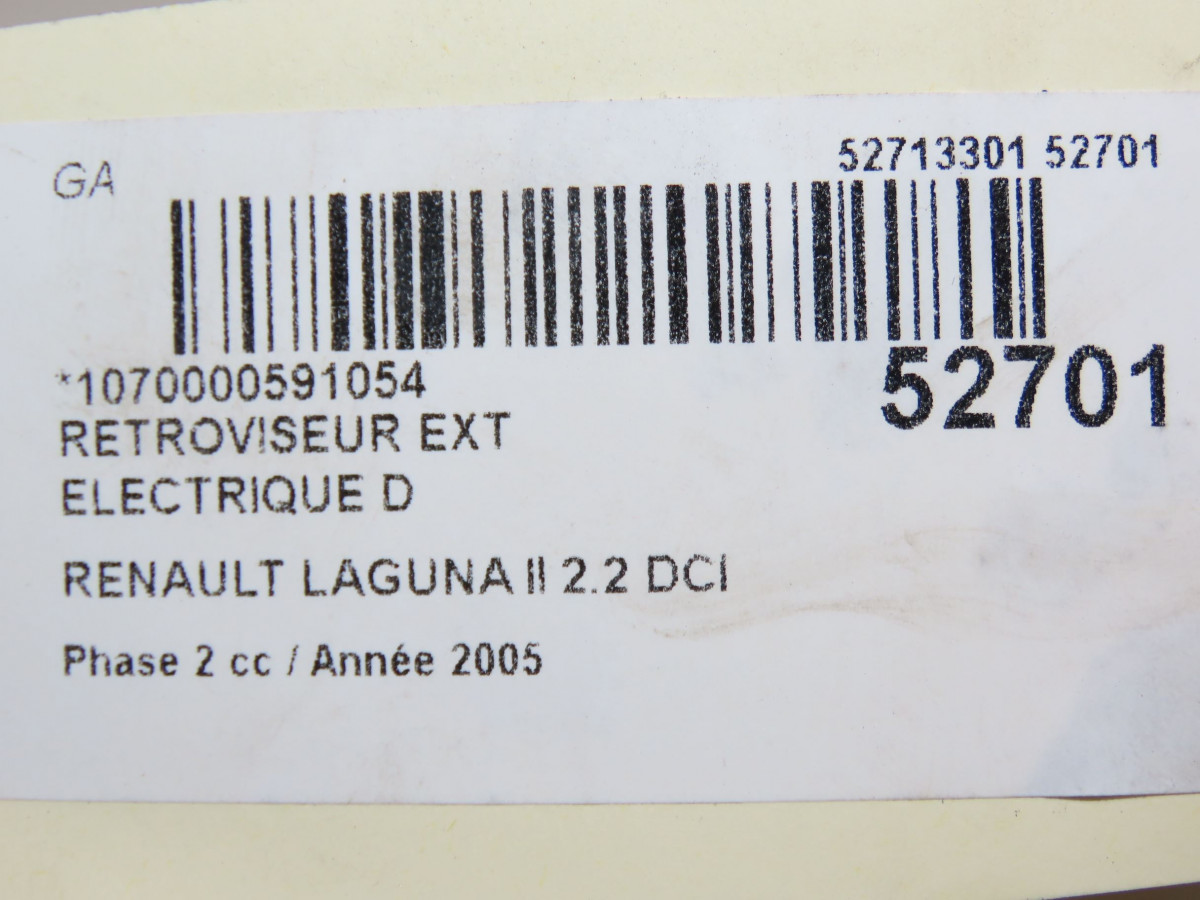 GA
52713301 52701
*1070000591054
52701
RETROVISEUR EXT
ELECTRIQUE D
RENAULT LAGUNA II 2.2 DCI
Phase 2 cc / Année 2005